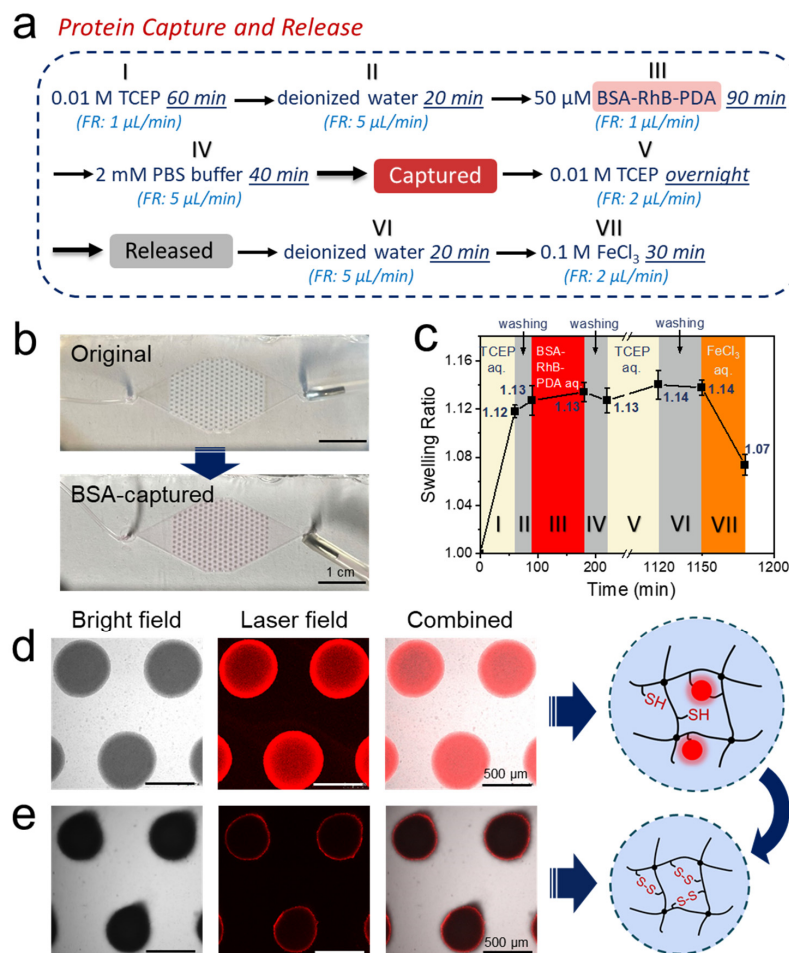 a Protein Capture and Release
I II III
0.01 M TCEP 60 min deionized water 20 min 50 µM BSA-RhB-PDA 90 min
(FR: 1 µL/min) (FR: 5 µL/min) (FR: 1 µL/min)
IV V
2 mM PBS buffer 40 min Captured 0.01 M TCEP overnight
(FR: 5 µL/min) (FR: 2 µL/min)
VI VII
Released deionized water 20 min 0.1 M FeCl₃ 30 min
(FR: 5 µL/min) (FR: 2 µL/min)
b
Original
BSA-captured
1 cm
c
washing washing washing
TCEP aq.
BSA-RhB-PDA aq.
TCEP aq.
FeCl₃ aq.
1.12
1.13
1.13
1.13
1.14
1.14
1.07
I II III IV V VI VII
Swelling Ratio
1.16
1.12
1.08
1.04
1.00
0 100 200 1120 1150 1200
Time (min)
Bright field Laser field Combined
d
500 µm
SH
SH
e
500 µm
S-S
S-S
S-S